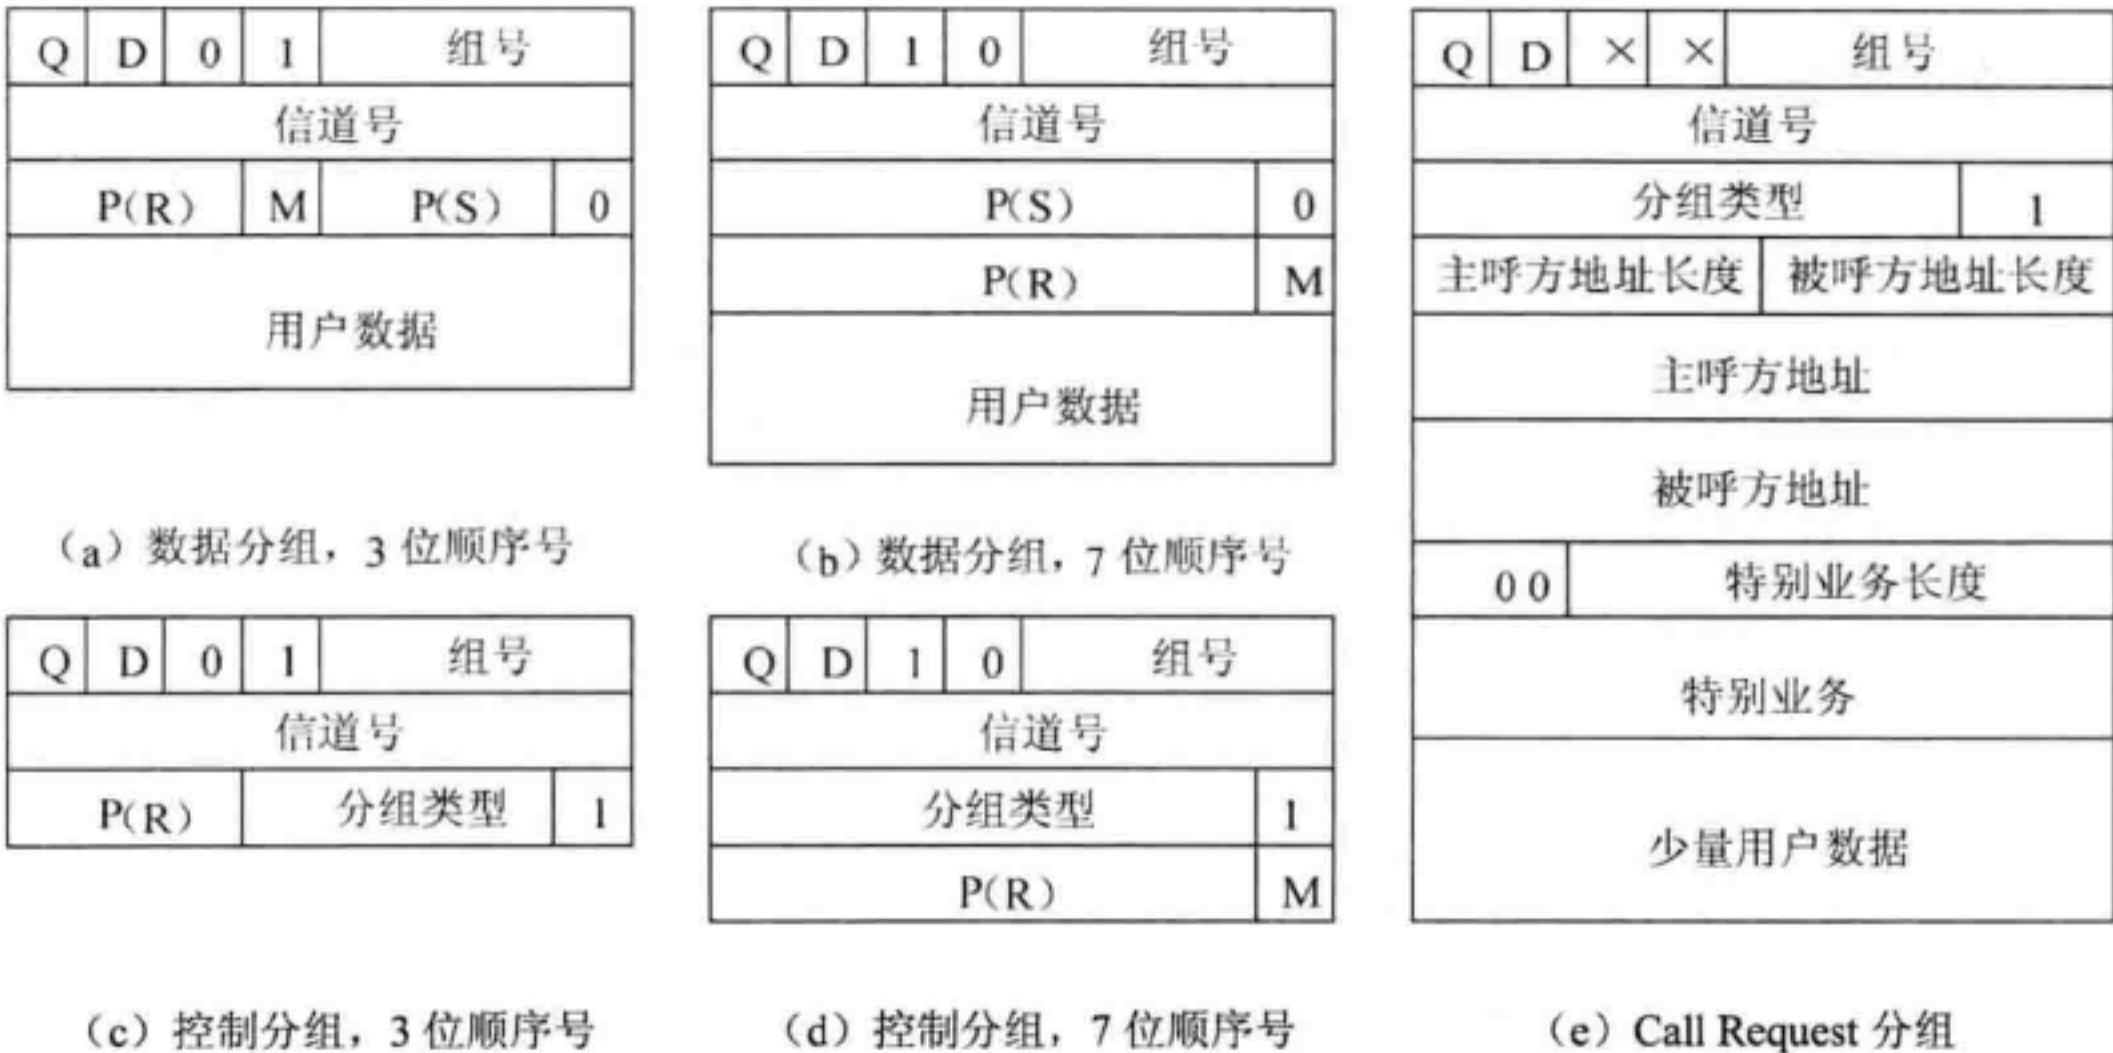 Q D 0 1 组号
信道号
P(R) M P(S) 0
用户数据
(a) 数据分组，3 位顺序号
Q D 1 0 组号
信道号
P(S) 0
P(R) M
用户数据
(b) 数据分组，7 位顺序号
Q D 0 1 组号
信道号
P(R) 分组类型 1
(c) 控制分组，3 位顺序号
Q D 1 0 组号
信道号
分组类型 1
P(R) M
(d) 控制分组，7 位顺序号
Q D × × 组号
信道号
分组类型 1
主呼方地址长度 被呼方地址长度
主呼方地址
被呼方地址
0 0 特别业务长度
特别业务
少量用户数据
(e) Call Request 分组